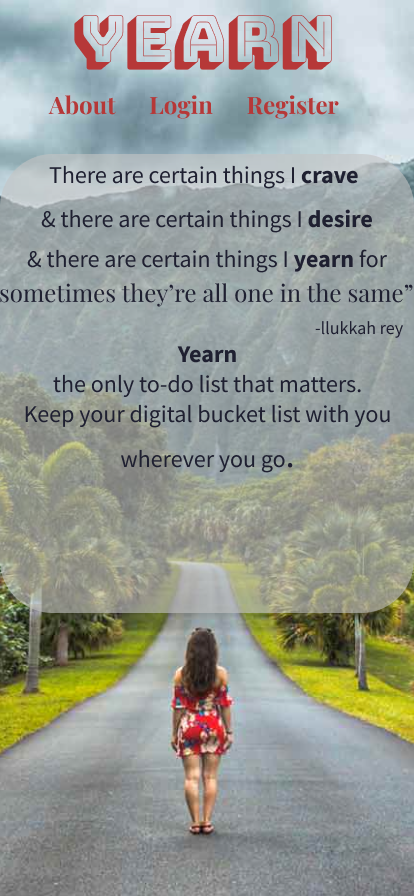 YEARN
About Login Register
There are certain things I crave
& there are certain things I desire
& there are certain things I yearn for
sometimes they’re all one in the same”
-llukkah rey
Yearn
the only to-do list that matters.
Keep your digital bucket list with you
wherever you go.